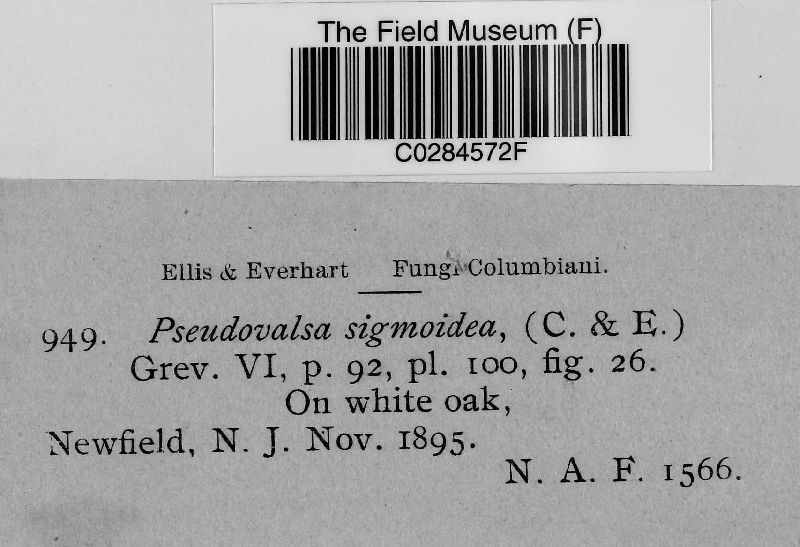 The Field Museum (F)
C0284572F
Ellis & Everhart Fungi Columbiani.
949. Pseudovalsa sigmoidea, (C. & E.)
Grev. VI, p. 92, pl. 100, fig. 26.
On white oak,
Newfield, N. J. Nov. 1895.
N. A. F. 1566.